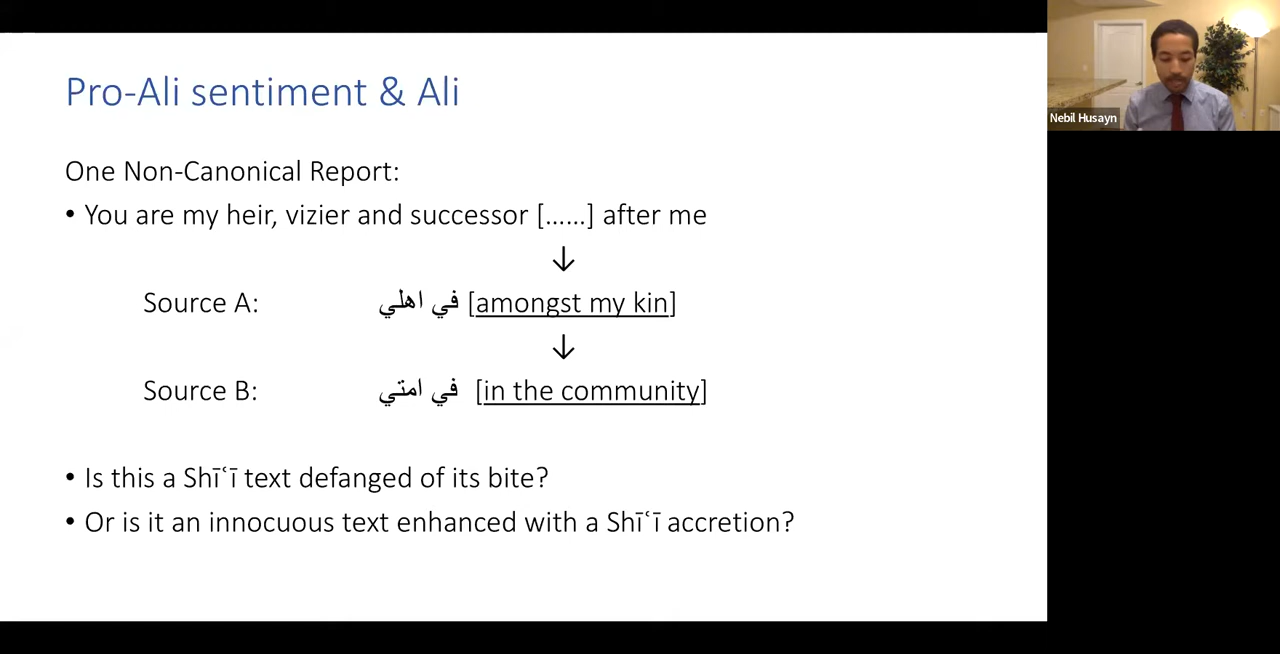 Pro-Ali sentiment & Ali
One Non-Canonical Report:
• You are my heir, vizier and successor [……] after me
↓
Source A: في اهلي [amongst my kin]
↓
Source B: في امتي [in the community]
• Is this a Shīʿī text defanged of its bite?
• Or is it an innocuous text enhanced with a Shīʿī accretion?
Nebil Husayn